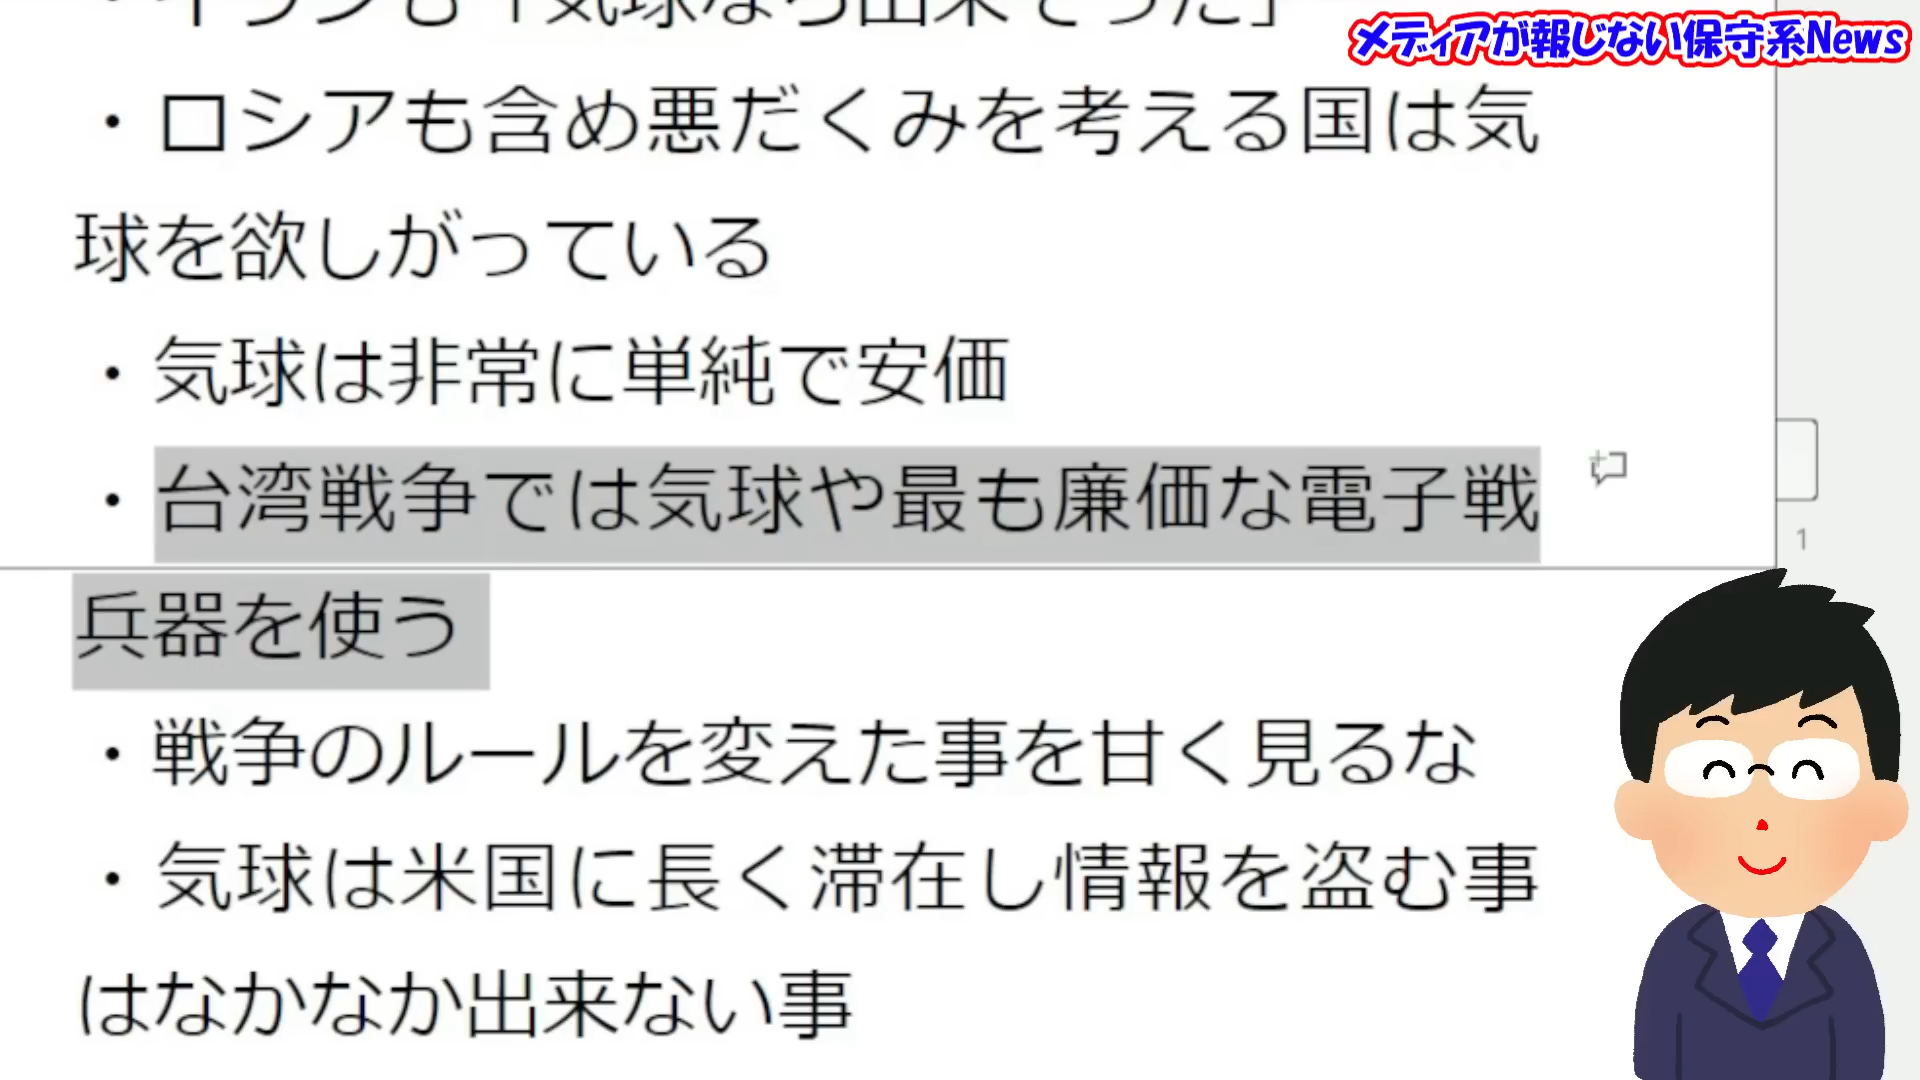 メディアが報じない保守系News
・ロシアも含め悪だくみを考える国は気
球を欲しがっている
・気球は非常に単純で安価
・台湾戦争では気球や最も廉価な電子戦
兵器を使う
・戦争のルールを変えた事を甘く見るな
・気球は米国に長く滞在し情報を盗む事
はなかなか出来ない事
1